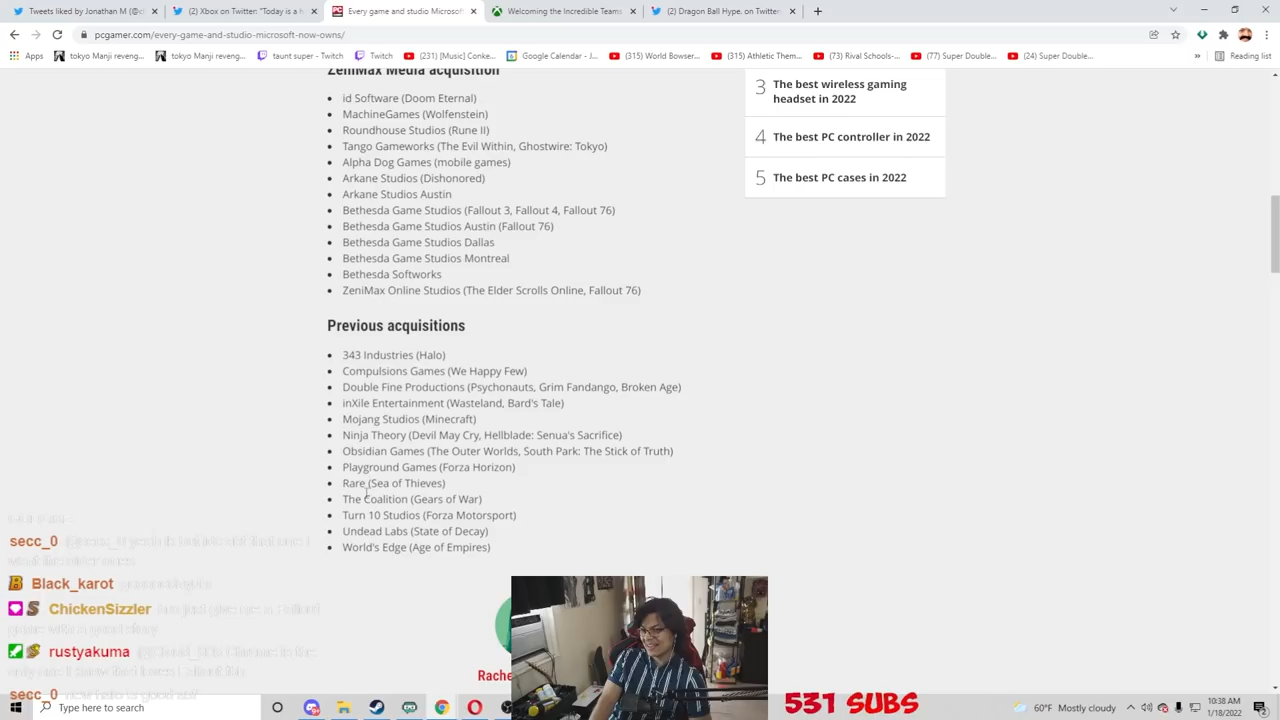 Tweets liked by Jonathan M (@cl
(2) Xbox on Twitter: "Today is a h
Every game and studio Microsoft
Welcoming the Incredible Teams
(2) Dragon Ball Hype, on Twitter
pcgamer.com/every-game-and-studio-microsoft-now-owns/
Apps
tokyo Manji reveng...
tokyo Manji reveng...
taunt super - Twitch
Twitch
(231) [Music] Conke...
Google Calendar - J...
(315) World Bowser...
(315) Athletic Them...
(73) Rival Schools-...
(77) Super Double...
(24) Super Double...
Reading list
ZeniMax Media acquisition
id Software (Doom Eternal)
MachineGames (Wolfenstein)
Roundhouse Studios (Rune II)
Tango Gameworks (The Evil Within, Ghostwire: Tokyo)
Alpha Dog Games (mobile games)
Arkane Studios (Dishonored)
Arkane Studios Austin
Bethesda Game Studios (Fallout 3, Fallout 4, Fallout 76)
Bethesda Game Studios Austin (Fallout 76)
Bethesda Game Studios Dallas
Bethesda Game Studios Montreal
Bethesda Softworks
ZeniMax Online Studios (The Elder Scrolls Online, Fallout 76)
Previous acquisitions
343 Industries (Halo)
Compulsions Games (We Happy Few)
Double Fine Productions (Psychonauts, Grim Fandango, Broken Age)
inXile Entertainment (Wasteland, Bard's Tale)
Mojang Studios (Minecraft)
Ninja Theory (Devil May Cry, Hellblade: Senua's Sacrifice)
Obsidian Games (The Outer Worlds, South Park: The Stick of Truth)
Playground Games (Forza Horizon)
Rare (Sea of Thieves)
The Coalition (Gears of War)
Turn 10 Studios (Forza Motorsport)
Undead Labs (State of Decay)
World's Edge (Age of Empires)
3 The best wireless gaming
headset in 2022
4 The best PC controller in 2022
5 The best PC cases in 2022
secc_0
Black_karot
ChickenSizzler
rustyakuma
secc_0
Rache
531 SUBS
Type here to search
60°F Mostly cloudy
10:38 AM
1/18/2022